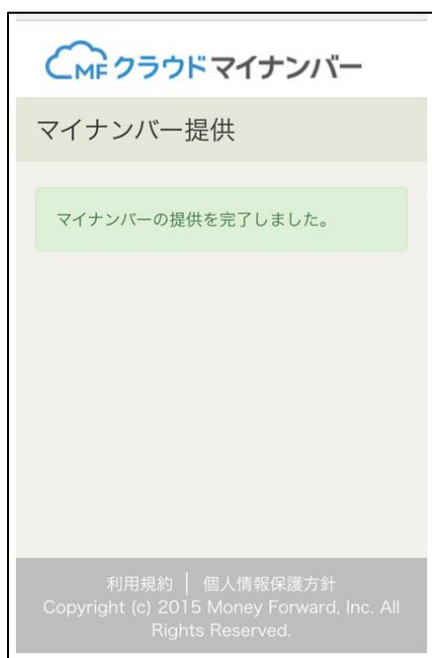 MFクラウドマイナンバー
マイナンバー提供
マイナンバーの提供を完了しました。
利用規約 | 個人情報保護方針
Copyright (c) 2015 Money Forward, Inc. All
Rights Reserved.